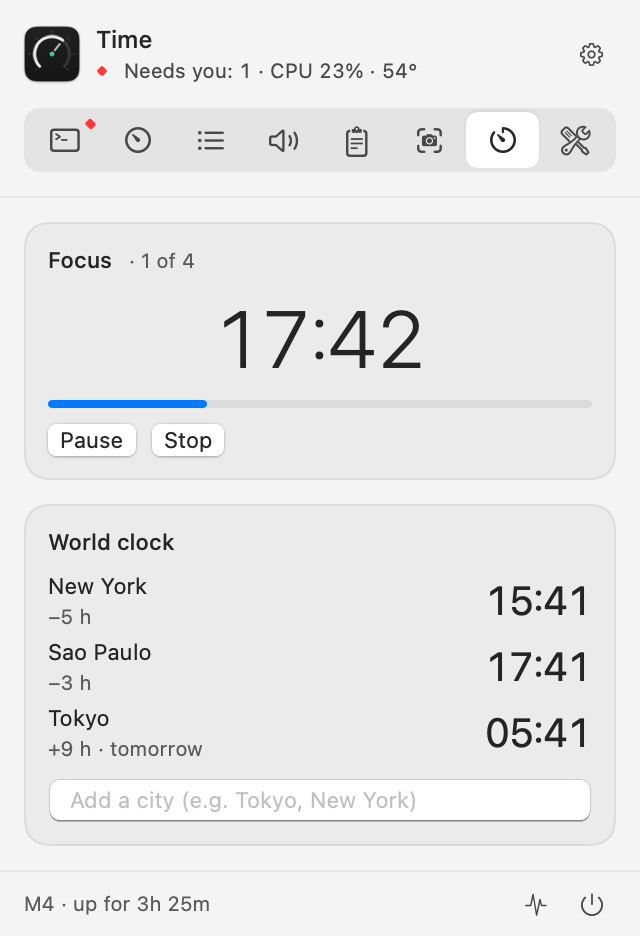 Time
Needs you: 1 · CPU 23% · 54°
Focus · 1 of 4
17:42
Pause Stop
World clock
New York
15:41
−5 h
Sao Paulo
17:41
−3 h
Tokyo
05:41
+9 h · tomorrow
Add a city (e.g. Tokyo, New York)
M4 · up for 3h 25m